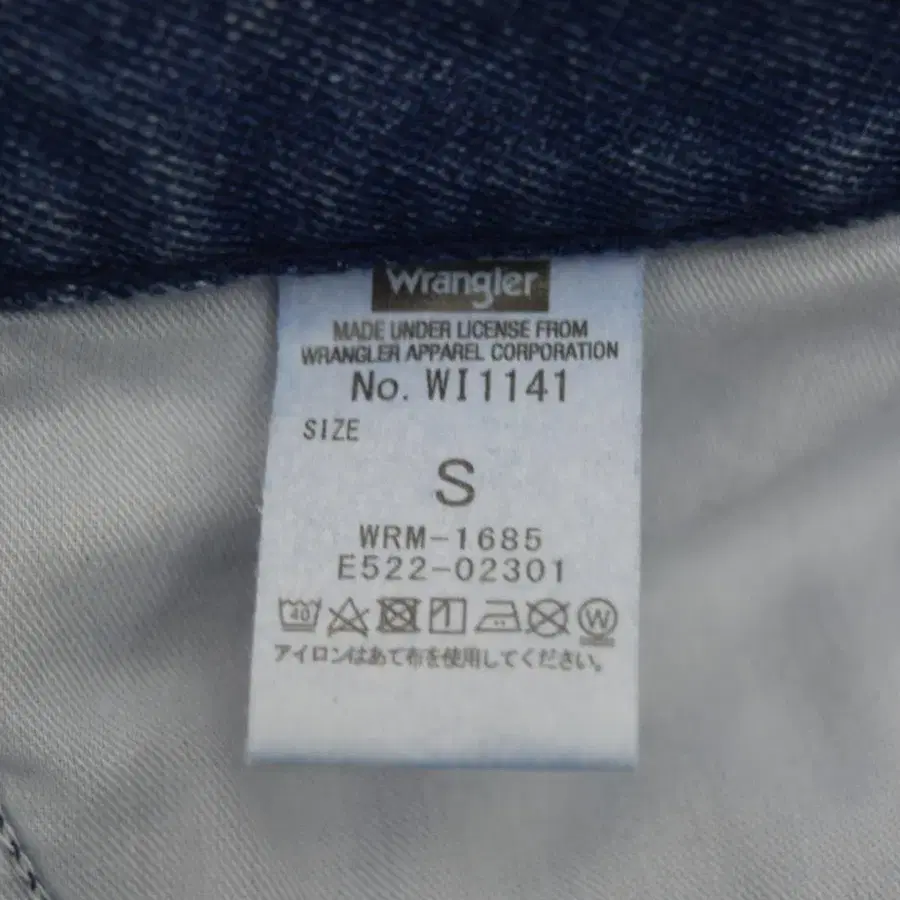 Wrangler
MADE UNDER LICENSE FROM
WRANGLER APPAREL CORPORATION
No. WI1141
SIZE
S
WRM-1685
E522-02301
40 W
アイロンはあて布を使用してください。